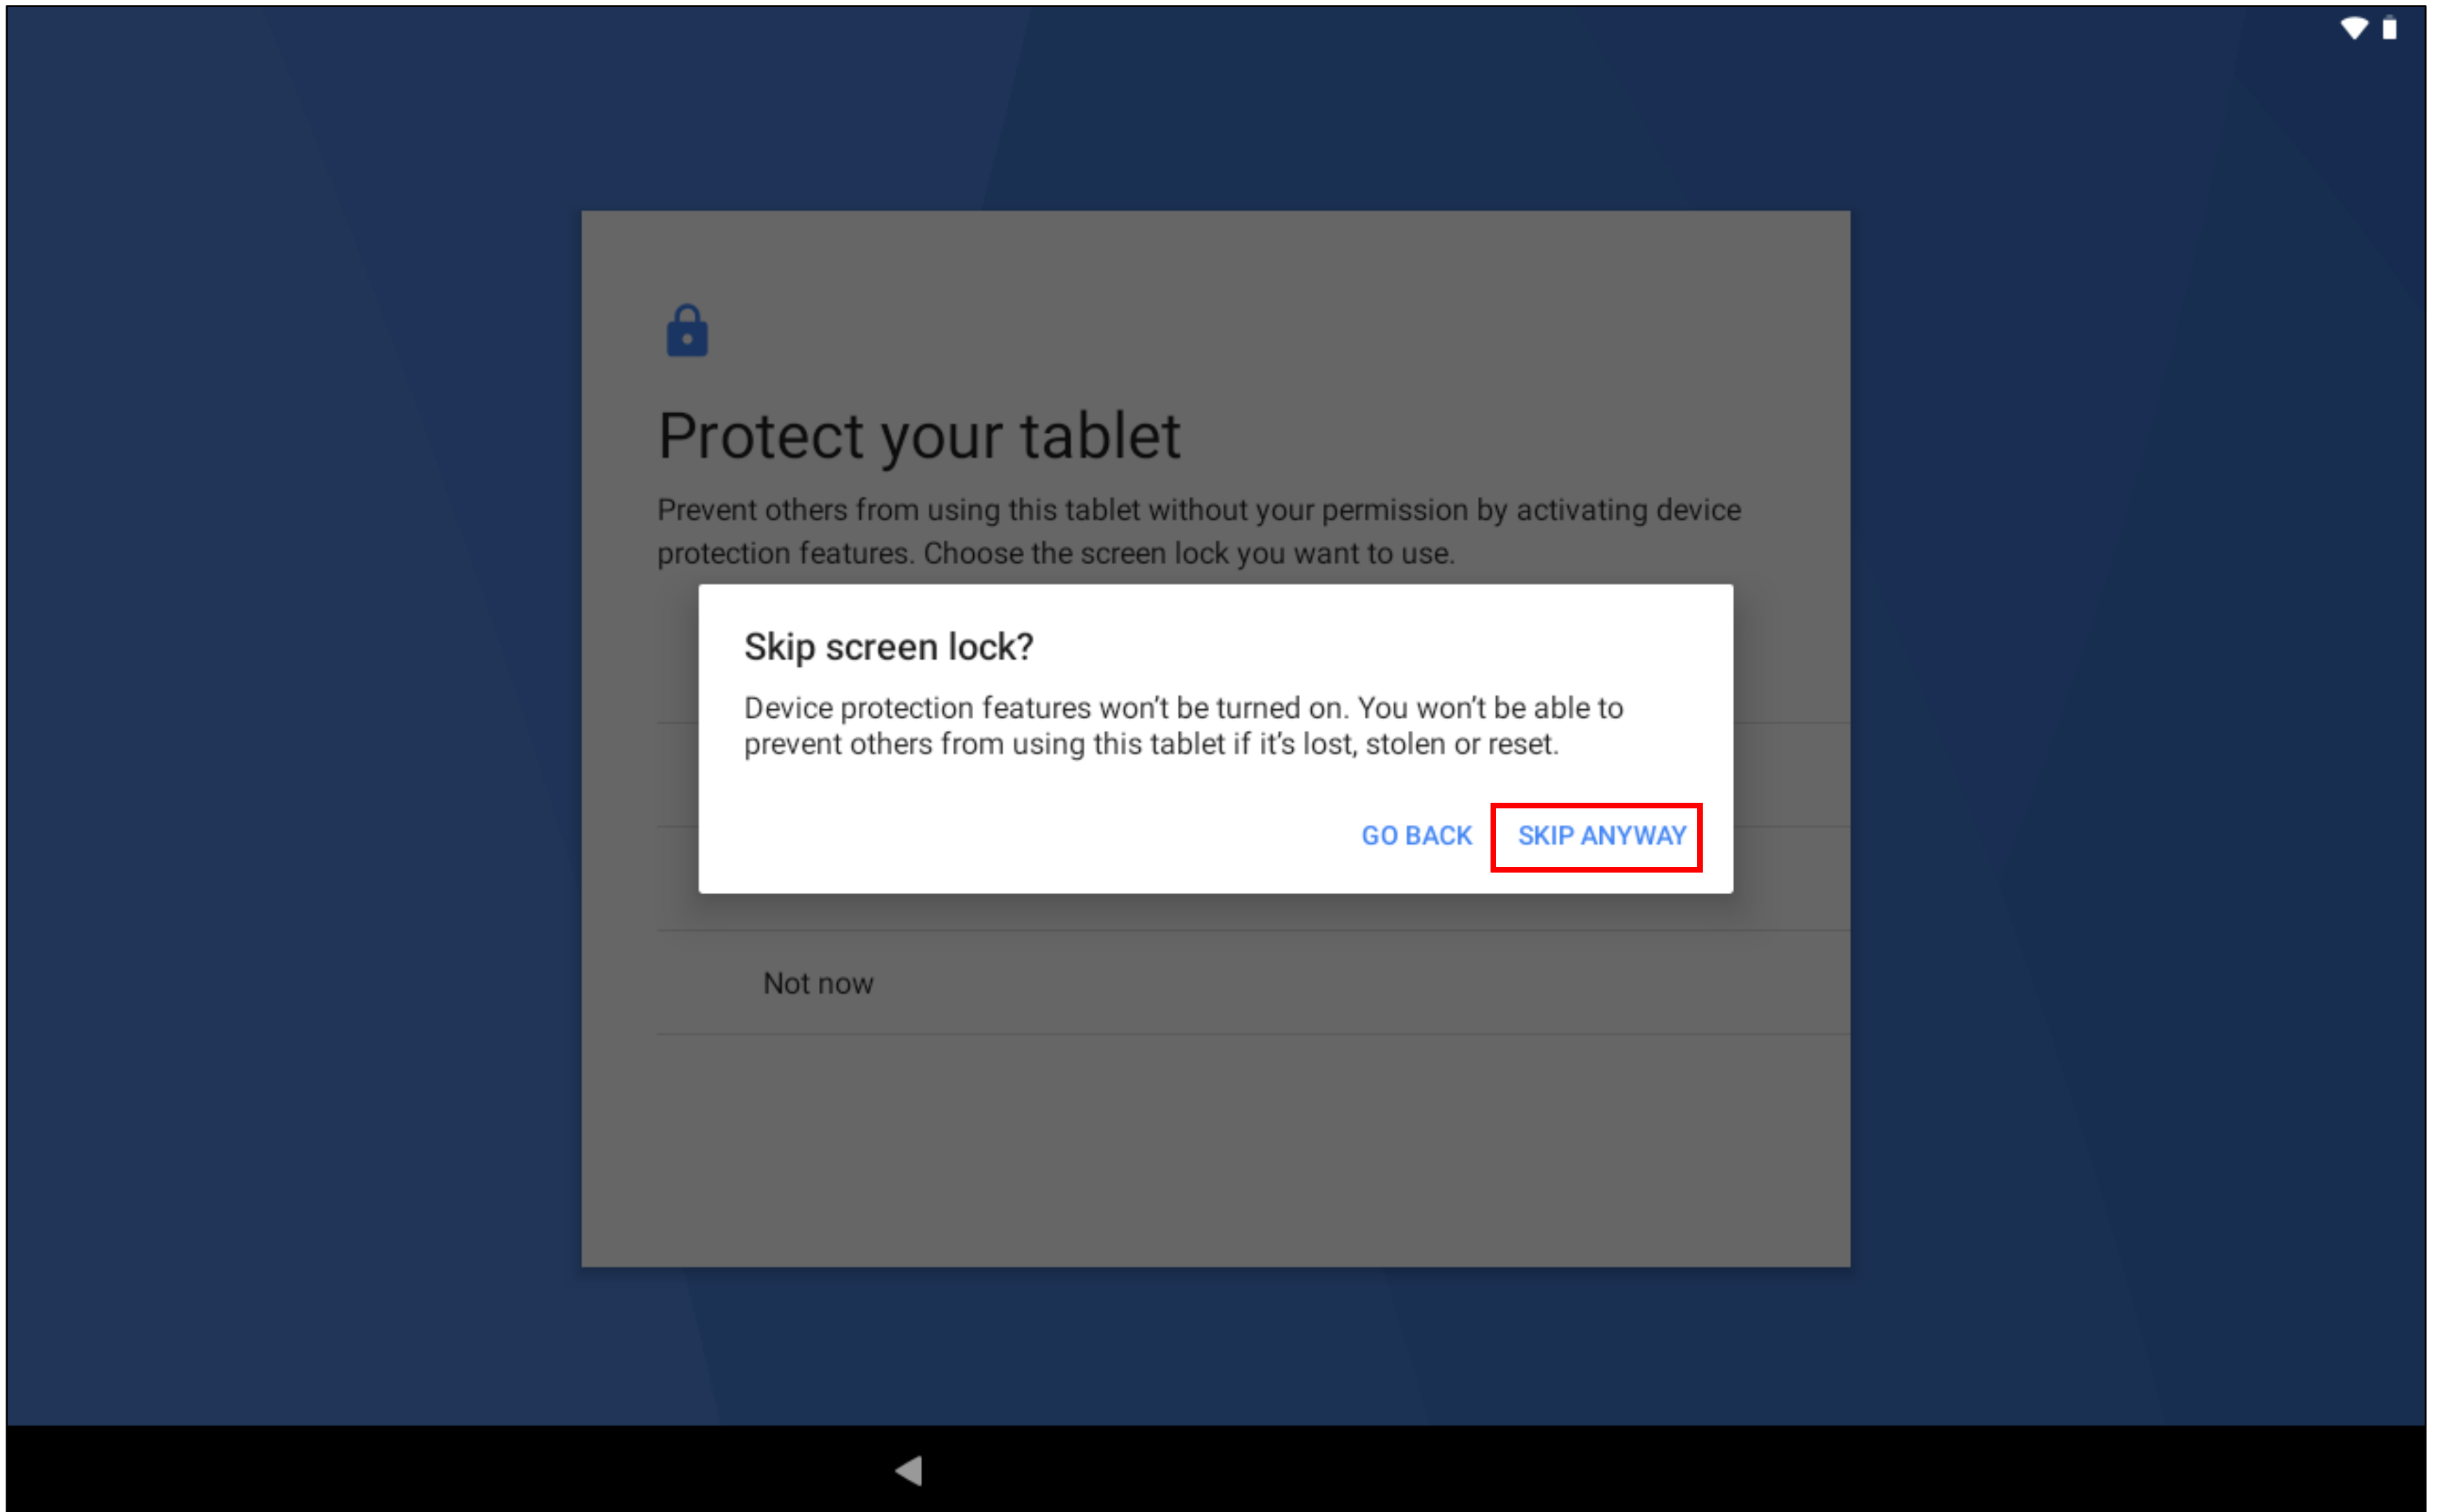 Protect your tablet
Prevent others from using this tablet without your permission by activating device
protection features. Choose the screen lock you want to use.
Skip screen lock?
Device protection features won't be turned on. You won't be able to
prevent others from using this tablet if it's lost, stolen or reset.
GO BACK SKIP ANYWAY
Not now